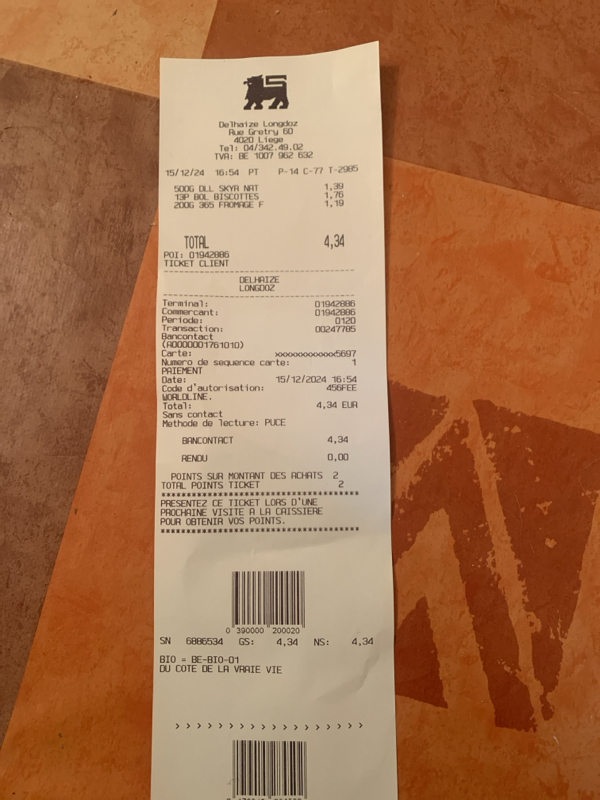 Delhaize Longdoz
Rue Gretry 60
4020 Liege
Tel: 04/342.49.02
TVA: BE 1007 962 632
15/12/24 16:54 PT P-14 C-77 T-2985
500G DLL SKYR NAT 1,39
13P BOL BISCOTTES 1,76
200G 365 FROMAGE F 1,19
TOTAL 4,34
POI: 01942886
TICKET CLIENT
DELHAIZE
LONGDOZ
Terminal: 01942886
Commercant: 01942886
Periode: 0120
Transaction: 00247785
Bancontact
(A0000001761010)
Carte: xxxxxxxxxxxx5697
Numero de sequence carte: 1
PAIEMENT
Date: 15/12/2024 16:54
Code d'autorisation: 456FEE
WORLDLINE.
Total: 4,34 EUR
Sans contact
Methode de lecture: PUCE
BANCONTACT 4,34
RENDU 0,00
POINTS SUR MONTANT DES ACHATS 2
TOTAL POINTS TICKET 2
PRESENTEZ CE TICKET LORS D'UNE
PROCHAINE VISITE A LA CAISSIERE
POUR OBTENIR VOS POINTS.
0 390000 200020
SN 6886534 GS: 4,34 NS: 4,34
BIO = BE-BIO-01
DU COTE DE LA VRAIE VIE